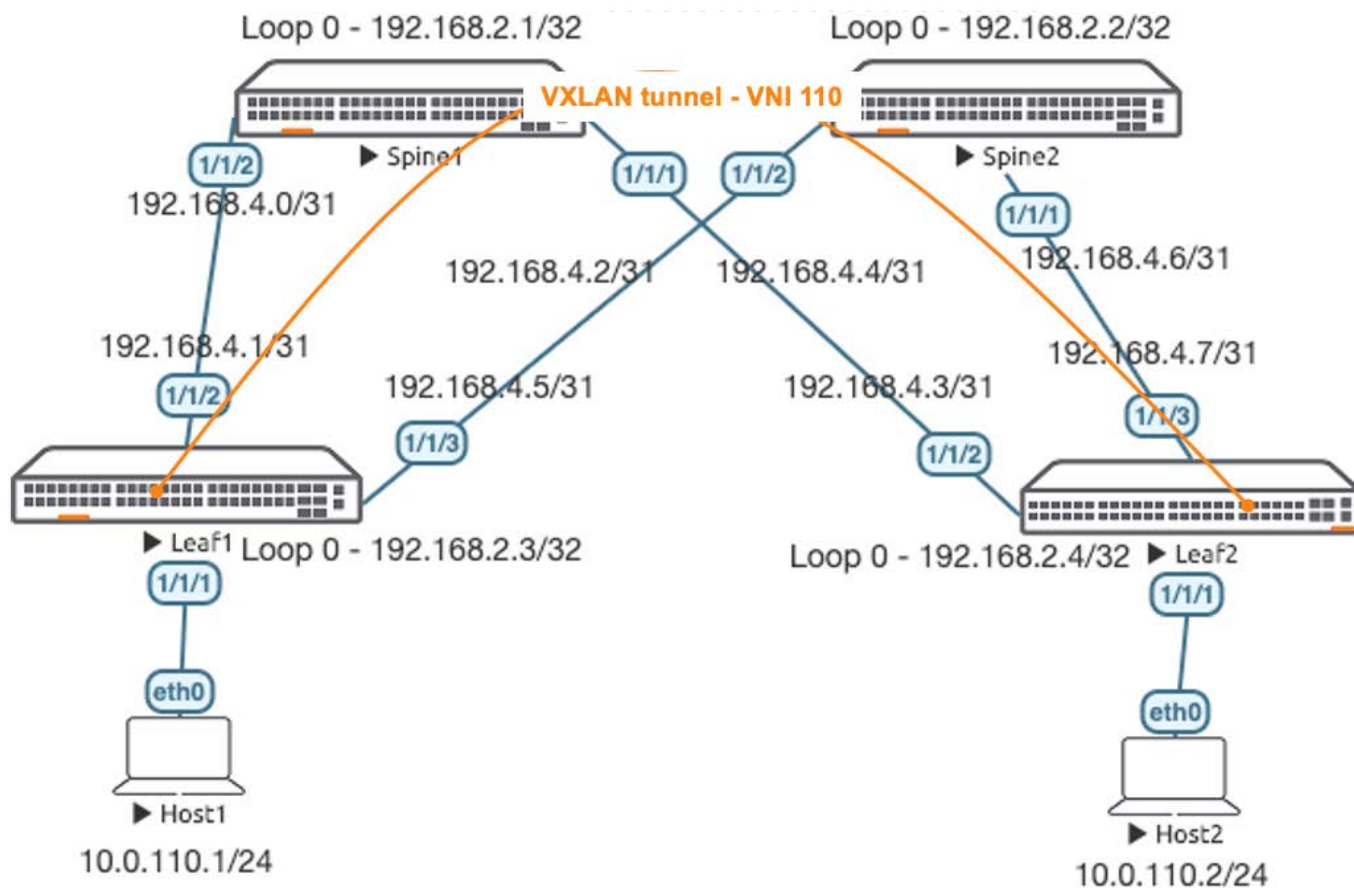 Loop 0 - 192.168.2.1/32
Loop 0 - 192.168.2.2/32
VXLAN tunnel - VNI 110
Spine1
Spine2
1/1/2
1/1/1
1/1/2
1/1/1
192.168.4.0/31
192.168.4.2/31
192.168.4.4/31
192.168.4.6/31
192.168.4.1/31
192.168.4.5/31
192.168.4.3/31
192.168.4.7/31
1/1/2
1/1/3
1/1/2
1/1/3
Leaf1
Loop 0 - 192.168.2.3/32
Loop 0 - 192.168.2.4/32
Leaf2
1/1/1
1/1/1
eth0
eth0
Host1
Host2
10.0.110.1/24
10.0.110.2/24